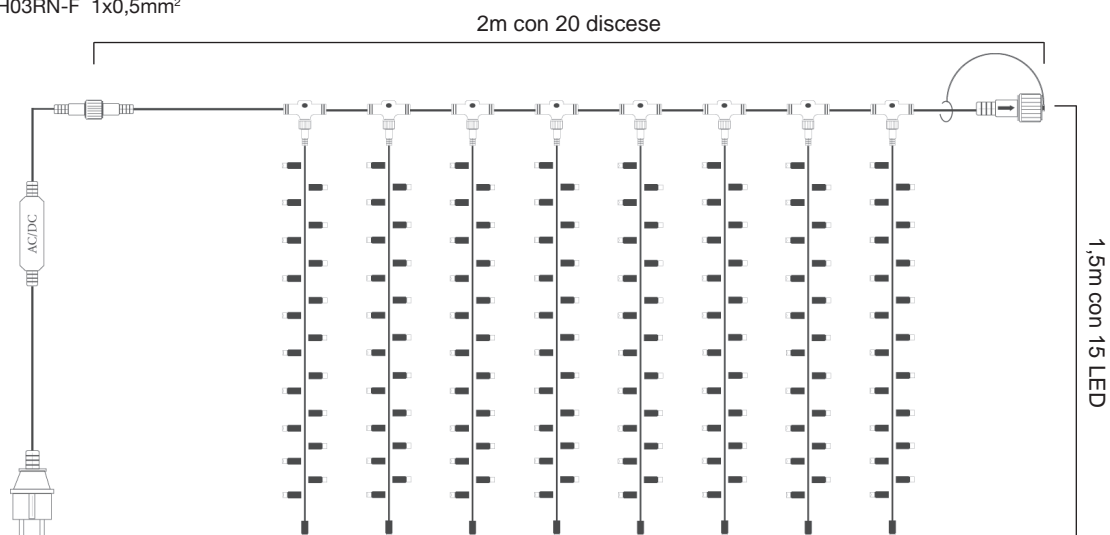 H03RN-F 1x0,5mm²
2m con 20 discese
AC/DC
1,5m con 15 LED